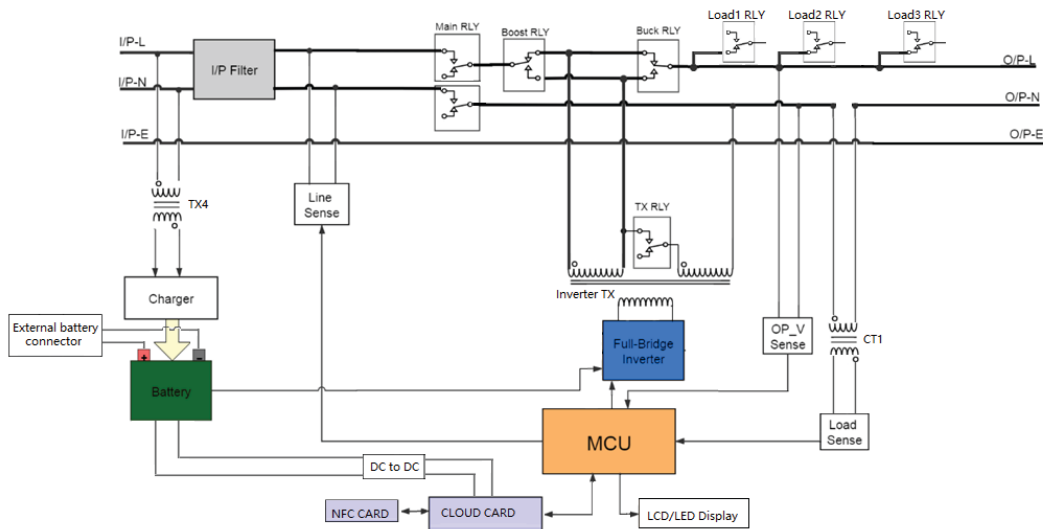 Main RLY
Boost RLY
Buck RLY
Load1 RLY
Load2 RLY
Load3 RLY
I/P-L
I/P Filter
O/P-L
I/P-N
O/P-N
I/P-E
O/P-E
TX4
Line
Sense
TX RLY
Charger
Inverter TX
External battery
connector
+
-
Full-Bridge
Inverter
OP_V
Sense
CT1
Battery
MCU
Load
Sense
DC to DC
NFC CARD
CLOUD CARD
LCD/LED Display